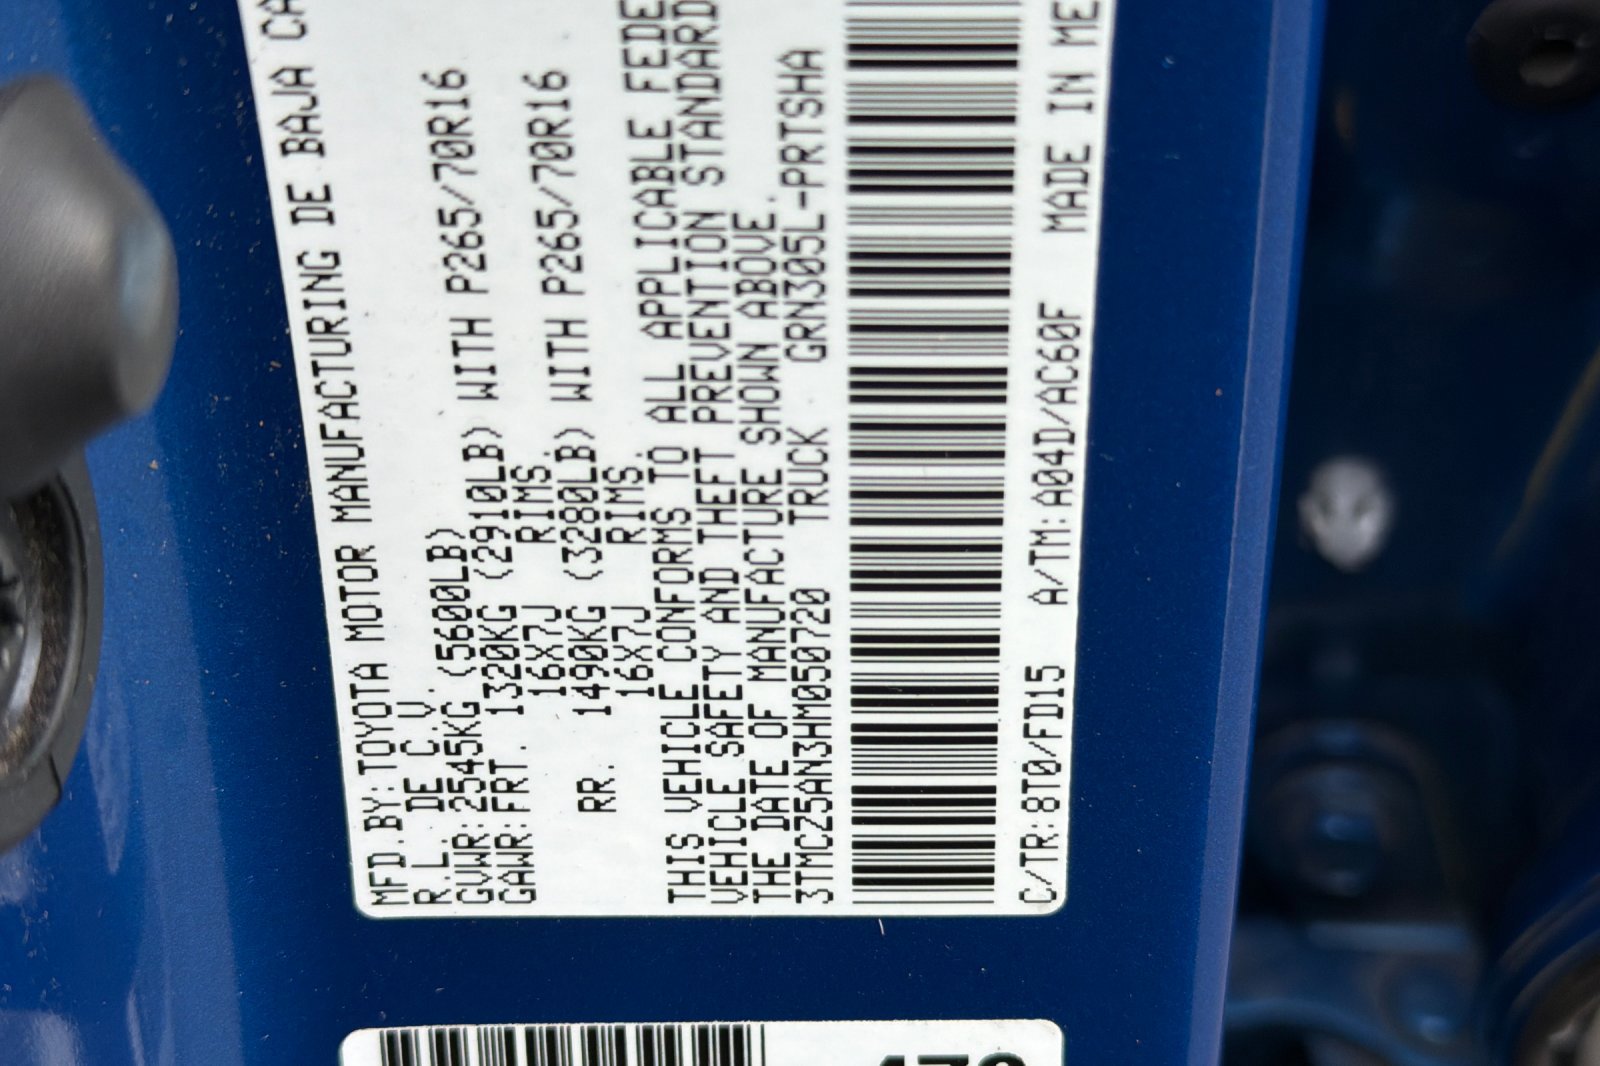 MFD.BY:TOYOTA MOTOR MANUFACTURING DE BAJA CA
R.L. DE C.V.
GVWR:2545KG (5600LB)
GAWR:FRT. 1320KG (2910LB) WITH P265/70R16
16X7J RIMS.
RR. 1490KG (3280LB) WITH P265/70R16
16X7J RIMS.
THIS VEHICLE CONFORMS TO ALL APPLICABLE FEDE
VEHICLE SAFETY AND THEFT PREVENTION STANDARD
THE DATE OF MANUFACTURE SHOWN ABOVE.
3TMCZ5AN3HM050720 TRUCK GRN305L-PRTSHA
C/TR:8T0/FD15 A/TM:A04D/AC60F MADE IN ME